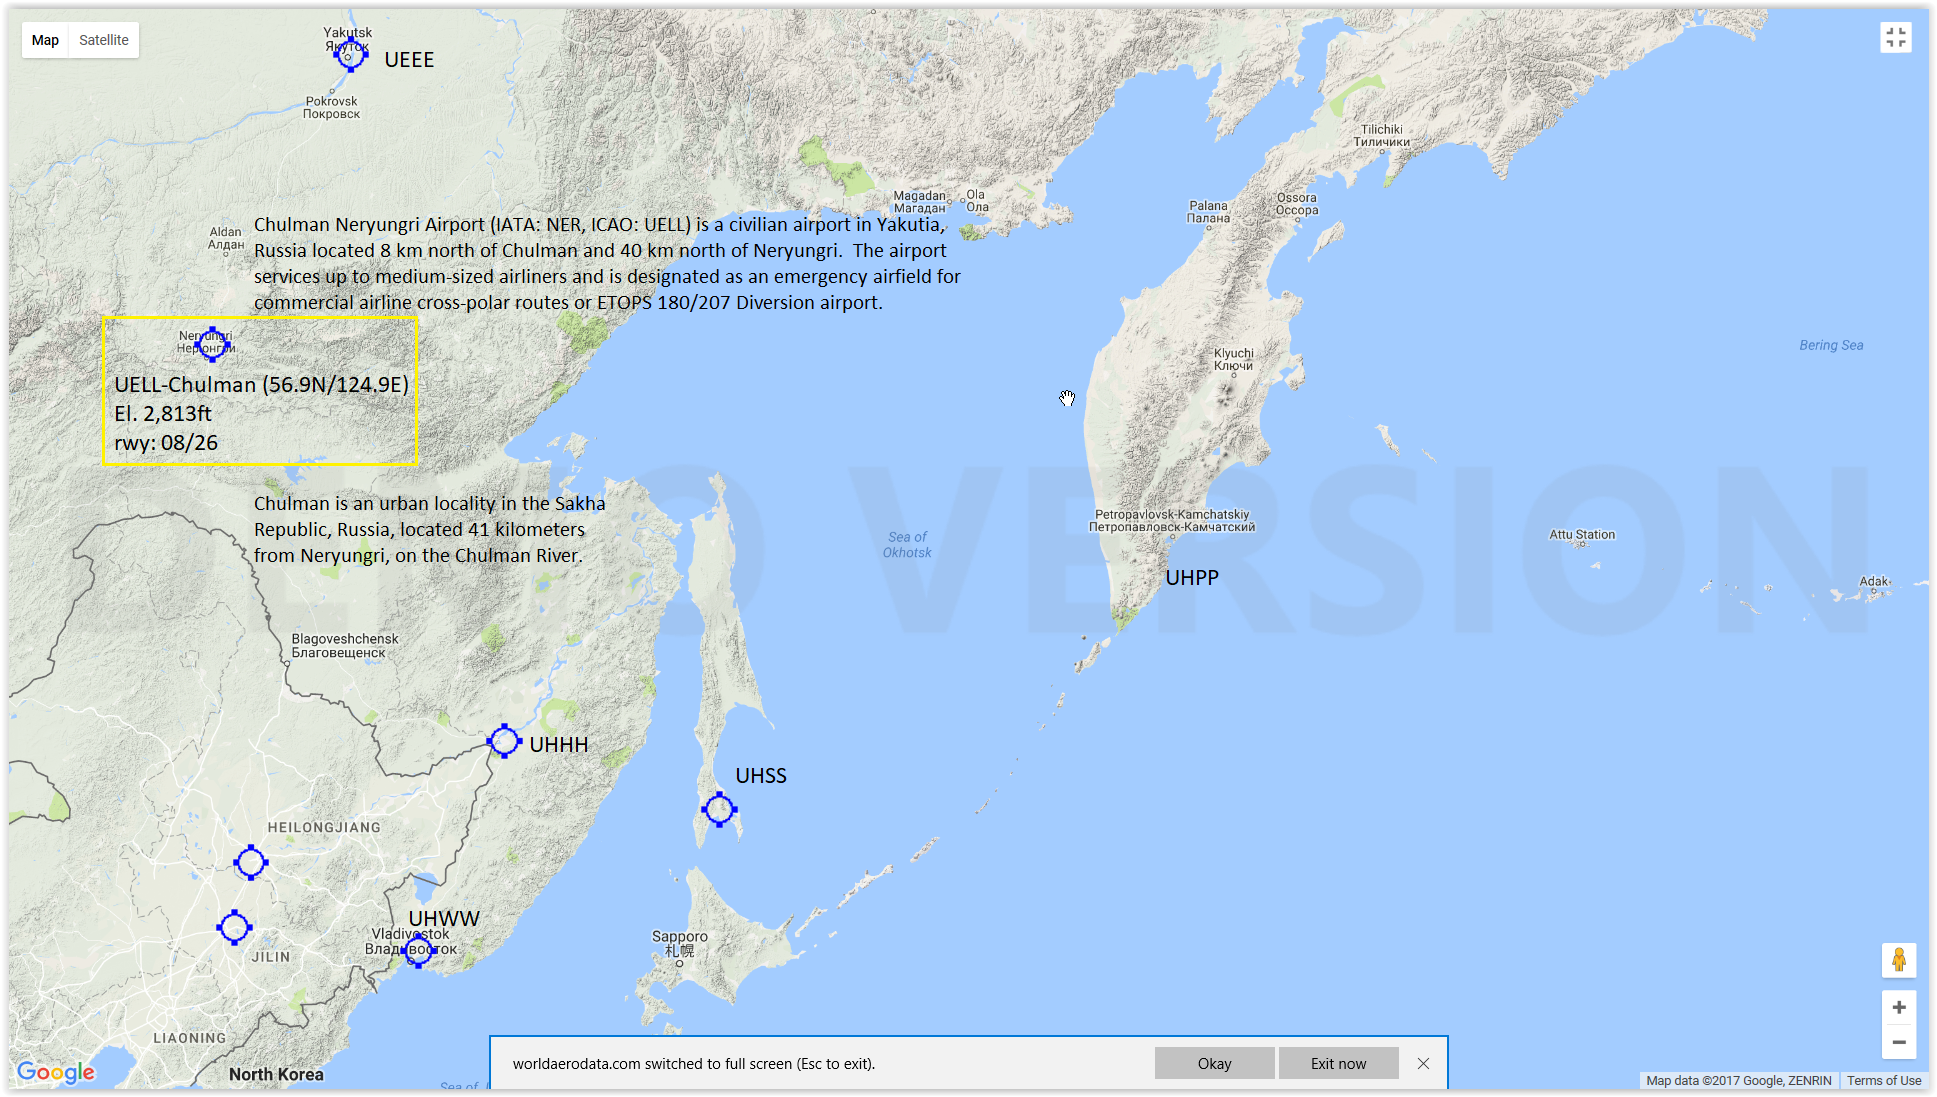 Map Satellite
Yakutsk
Якутск
UEEE
Pokrovsk
Покровск
Tilichiki
Тиличики
Magadan
Магадан
Ola
Ола
Palana
Палана
Ossora
Оссора
Aldan
Алдан
Chulman Neryungri Airport (IATA: NER, ICAO: UELL) is a civilian airport in Yakutia,
Russia located 8 km north of Chulman and 40 km north of Neryungri.  The airport
services up to medium-sized airliners and is designated as an emergency airfield for
commercial airline cross-polar routes or ETOPS 180/207 Diversion airport.
Neryungri
Нерюнгри
UELL-Chulman (56.9N/124.9E)
El. 2,813ft
rwy: 08/26
Klyuchi
Ключи
Bering Sea
Chulman is an urban locality in the Sakha
Republic, Russia, located 41 kilometers
from Neryungri, on the Chulman River.
DEMO VERSION
Sea of
Okhotsk
Petropavlovsk-Kamchatskiy
Петропавловск-Камчатский
Attu Station
UHPP
Adak
Blagoveshchensk
Благовещенск
UHHH
UHSS
HEILONGJIANG
UHWW
Vladivostok
Владивосток
Sapporo
札幌
JILIN
LIAONING
North Korea
Sea of
Google
worldaerodata.com switched to full screen (Esc to exit).
Okay
Exit now
Map data ©2017 Google, ZENRIN
Terms of Use